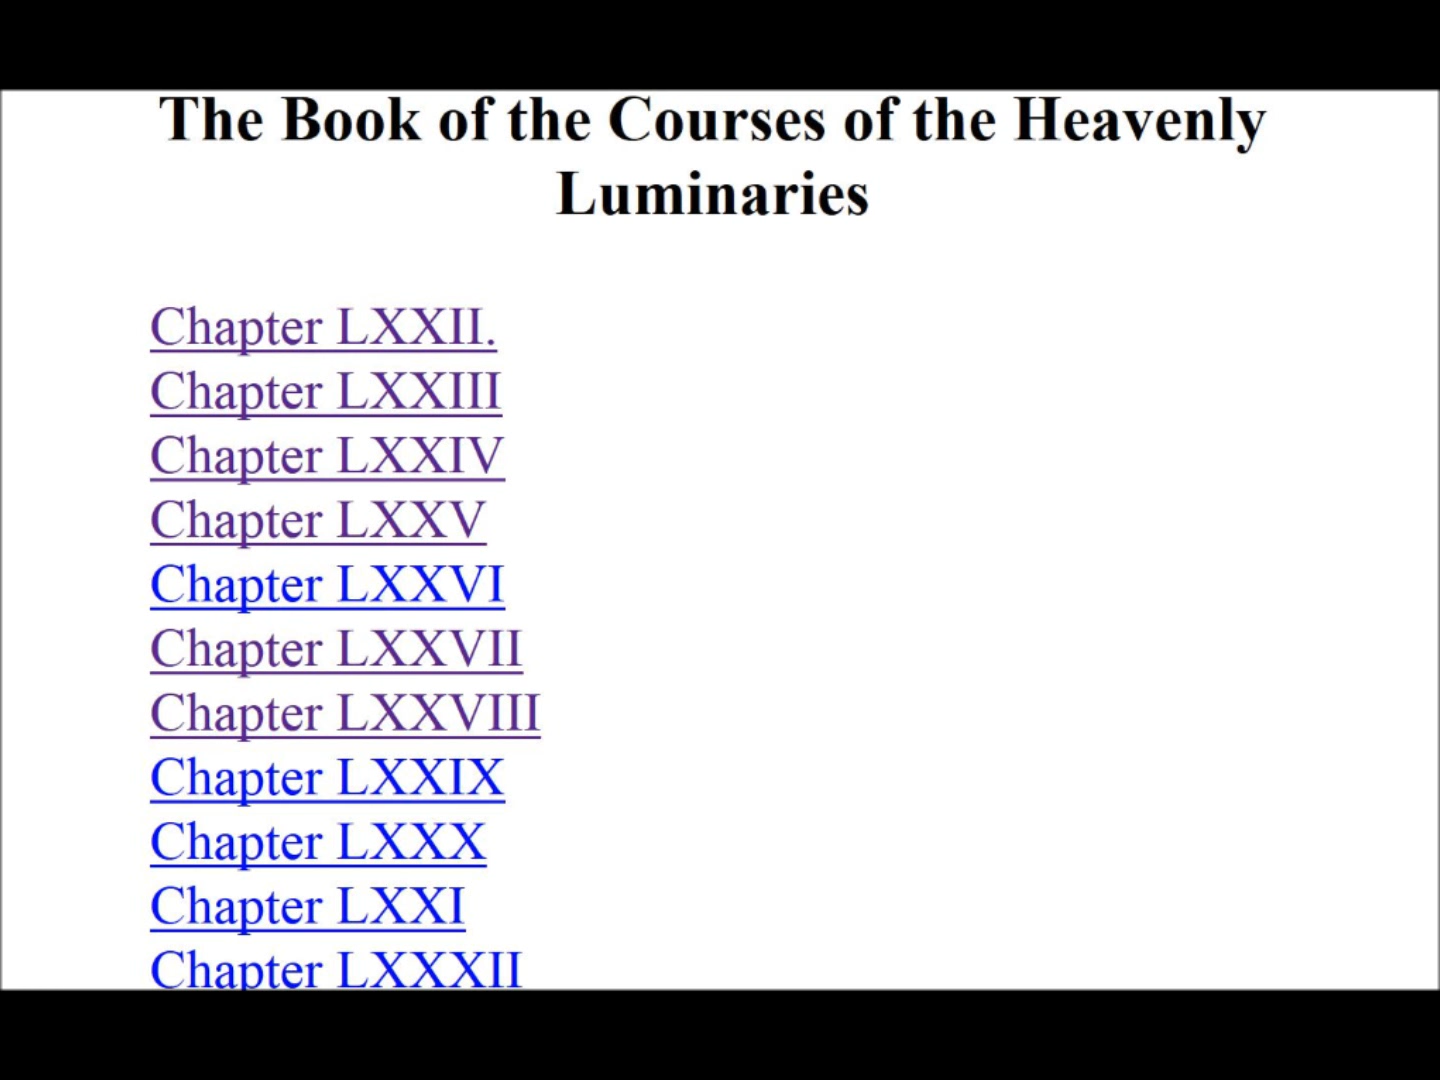 The Book of the Courses of the Heavenly
Luminaries
Chapter LXXII.
Chapter LXXIII
Chapter LXXIV
Chapter LXXV
Chapter LXXVI
Chapter LXXVII
Chapter LXXVIII
Chapter LXXIX
Chapter LXXX
Chapter LXXI
Chapter LXXXII